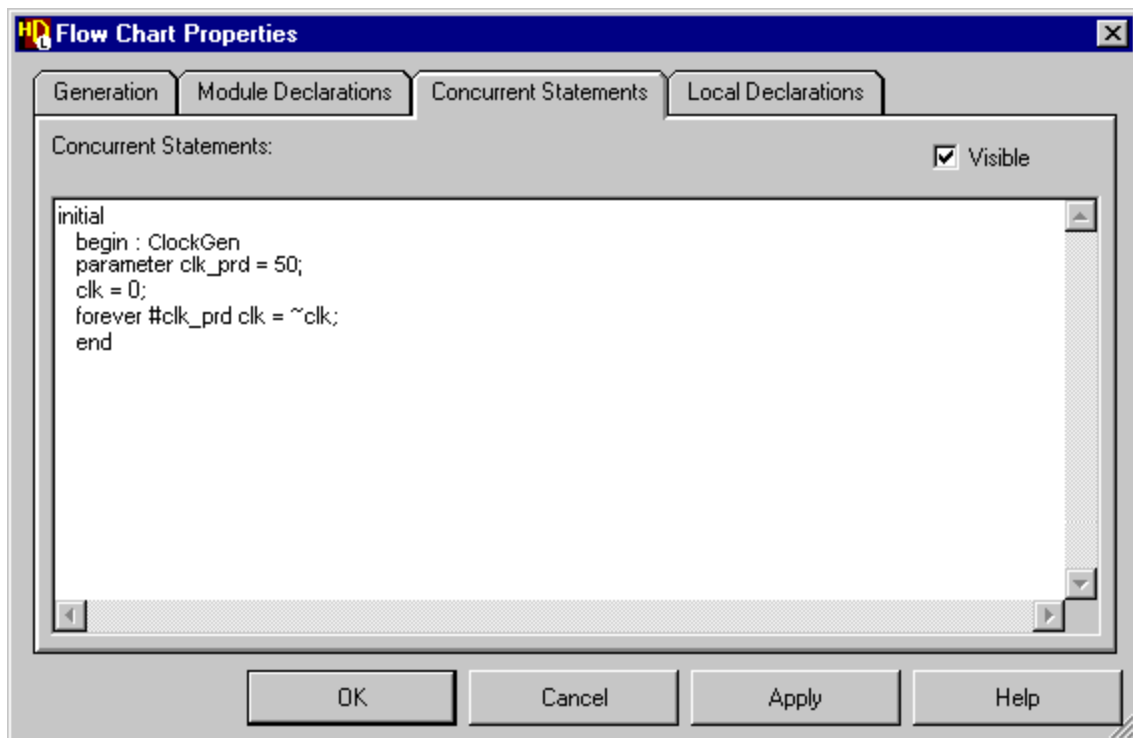 HDL Flow Chart Properties
Generation Module Declarations Concurrent Statements Local Declarations
Concurrent Statements:
Visible
initial
begin : ClockGen
parameter clk_prd = 50;
clk = 0;
forever #clk_prd clk = ~clk;
end
OK Cancel Apply Help